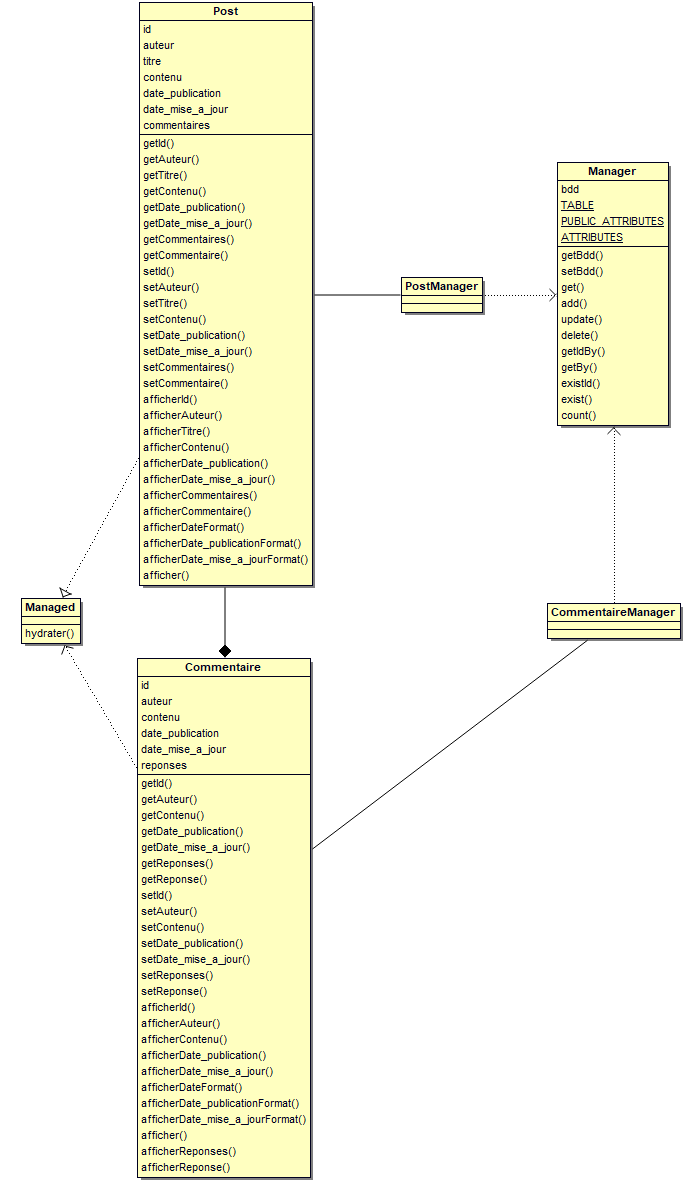 Post
id
auteur
titre
contenu
date_publication
date_mise_a_jour
commentaires
getId()
getAuteur()
getTitre()
getContenu()
getDate_publication()
getDate_mise_a_jour()
getCommentaires()
getCommentaire()
setId()
setAuteur()
setTitre()
setContenu()
setDate_publication()
setDate_mise_a_jour()
setCommentaires()
setCommentaire()
afficherId()
afficherAuteur()
afficherTitre()
afficherContenu()
afficherDate_publication()
afficherDate_mise_a_jour()
afficherCommentaires()
afficherCommentaire()
afficherDateFormat()
afficherDate_publicationFormat()
afficherDate_mise_a_jourFormat()
afficher()
Manager
bdd
TABLE
PUBLIC_ATTRIBUTES
ATTRIBUTES
getBdd()
setBdd()
get()
add()
update()
delete()
getIdBy()
getBy()
existId()
exist()
count()
PostManager
Managed
hydrater()
CommentaireManager
Commentaire
id
auteur
contenu
date_publication
date_mise_a_jour
reponses
getId()
getAuteur()
getContenu()
getDate_publication()
getDate_mise_a_jour()
getReponses()
getReponse()
setId()
setAuteur()
setContenu()
setDate_publication()
setDate_mise_a_jour()
setReponses()
setReponse()
afficherId()
afficherAuteur()
afficherContenu()
afficherDate_publication()
afficherDate_mise_a_jour()
afficherDateFormat()
afficherDate_publicationFormat()
afficherDate_mise_a_jourFormat()
afficher()
afficherReponses()
afficherReponse()